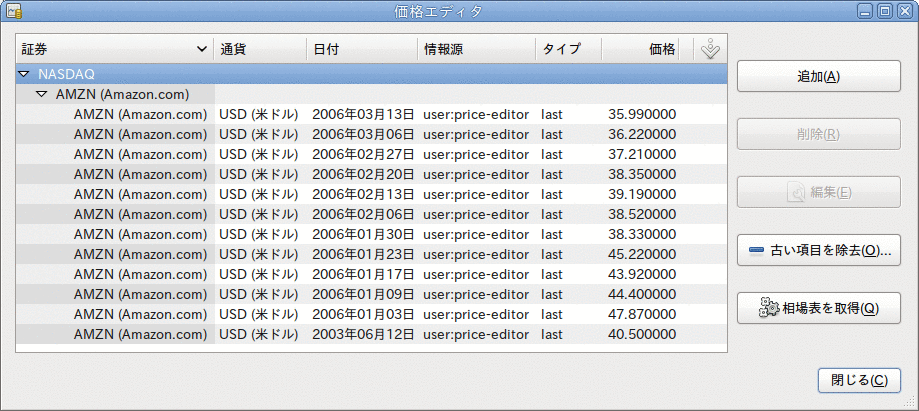 価格エディタ
証券 通貨 日付 情報源 タイプ 価格
NASDAQ
AMZN (Amazon.com)
AMZN (Amazon.com) USD (米ドル) 2006年03月13日 user:price-editor last 35.990000
AMZN (Amazon.com) USD (米ドル) 2006年03月06日 user:price-editor last 36.220000
AMZN (Amazon.com) USD (米ドル) 2006年02月27日 user:price-editor last 37.210000
AMZN (Amazon.com) USD (米ドル) 2006年02月20日 user:price-editor last 38.350000
AMZN (Amazon.com) USD (米ドル) 2006年02月13日 user:price-editor last 39.190000
AMZN (Amazon.com) USD (米ドル) 2006年02月06日 user:price-editor last 38.520000
AMZN (Amazon.com) USD (米ドル) 2006年01月30日 user:price-editor last 38.330000
AMZN (Amazon.com) USD (米ドル) 2006年01月23日 user:price-editor last 45.220000
AMZN (Amazon.com) USD (米ドル) 2006年01月17日 user:price-editor last 43.920000
AMZN (Amazon.com) USD (米ドル) 2006年01月09日 user:price-editor last 44.400000
AMZN (Amazon.com) USD (米ドル) 2006年01月03日 user:price-editor last 47.870000
AMZN (Amazon.com) USD (米ドル) 2003年06月12日 user:price-editor last 40.500000
追加(A)
削除(R)
編集(E)
古い項目を除去(O)...
相場表を取得(Q)
閉じる(C)